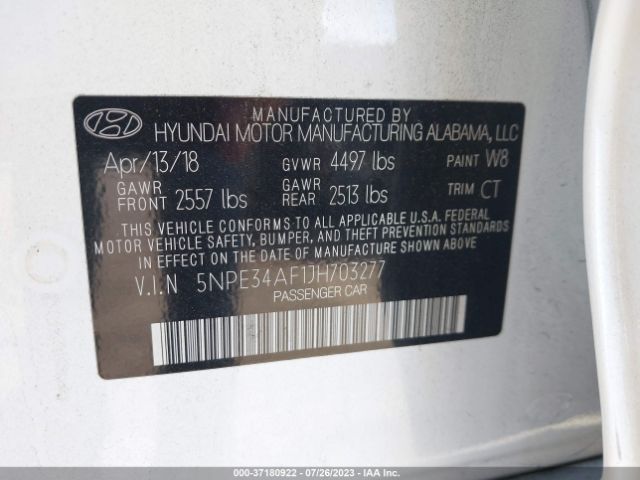 MANUFACTURED BY
HYUNDAI MOTOR MANUFACTURING ALABAMA, LLC
Apr/13/18 GVWR 4497 lbs PAINT W8
GAWR FRONT 2557 lbs GAWR REAR 2513 lbs TRIM CT
THIS VEHICLE CONFORMS TO ALL APPLICABLE U.S.A. FEDERAL
MOTOR VEHICLE SAFETY, BUMPER, AND THEFT PREVENTION
STANDARDS IN EFFECT ON THE DATE OF MANUFACTURE SHOWN ABOVE.
V.I.N 5NPE34AF1JH703277
PASSENGER CAR
000-37180922 - 07/26/2023 - IAA Inc.